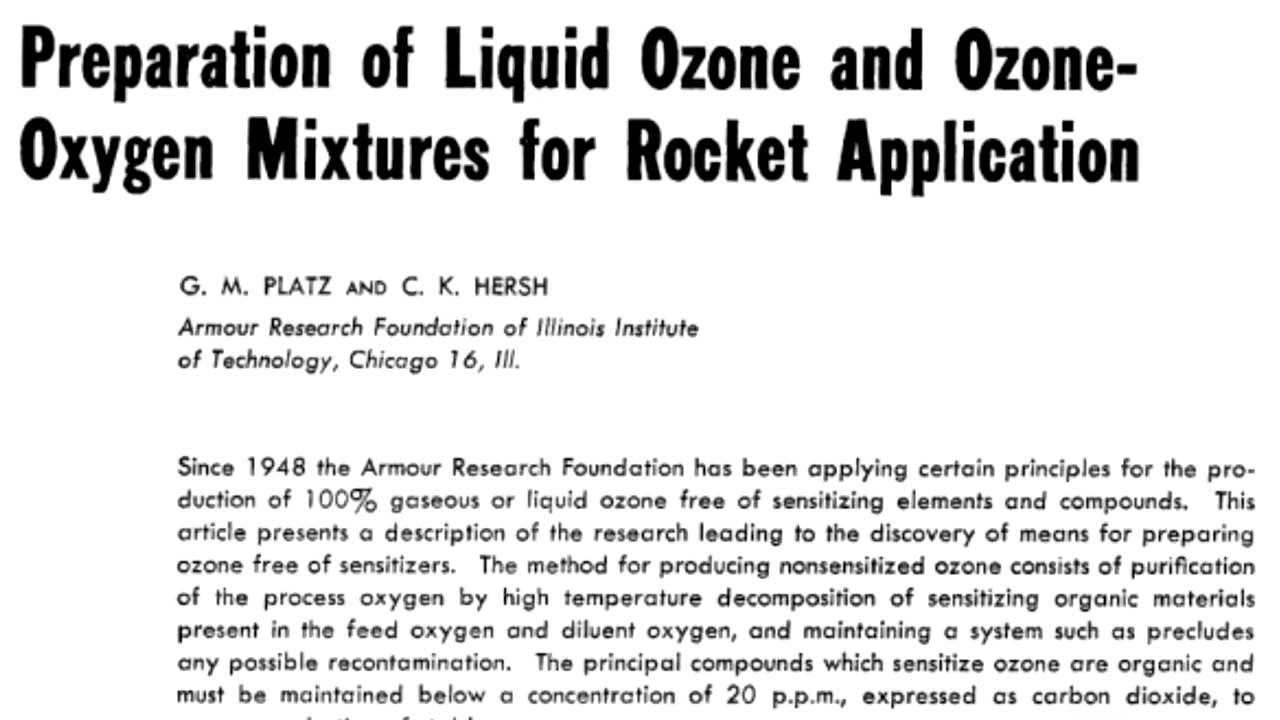 Preparation of Liquid Ozone and Ozone-
Oxygen Mixtures for Rocket Application
G. M. PLATZ AND C. K. HERSH
Armour Research Foundation of Illinois Institute
of Technology, Chicago 16, Ill.
Since 1948 the Armour Research Foundation has been applying certain principles for the pro-
duction of 100% gaseous or liquid ozone free of sensitizing elements and compounds. This
article presents a description of the research leading to the discovery of means for preparing
ozone free of sensitizers. The method for producing nonsensitized ozone consists of purification
of the process oxygen by high temperature decomposition of sensitizing organic materials
present in the feed oxygen and diluent oxygen, and maintaining a system such as precludes
any possible recontamination. The principal compounds which sensitize ozone are organic and
must be maintained below a concentration of 20 p.p.m., expressed as carbon dioxide, to